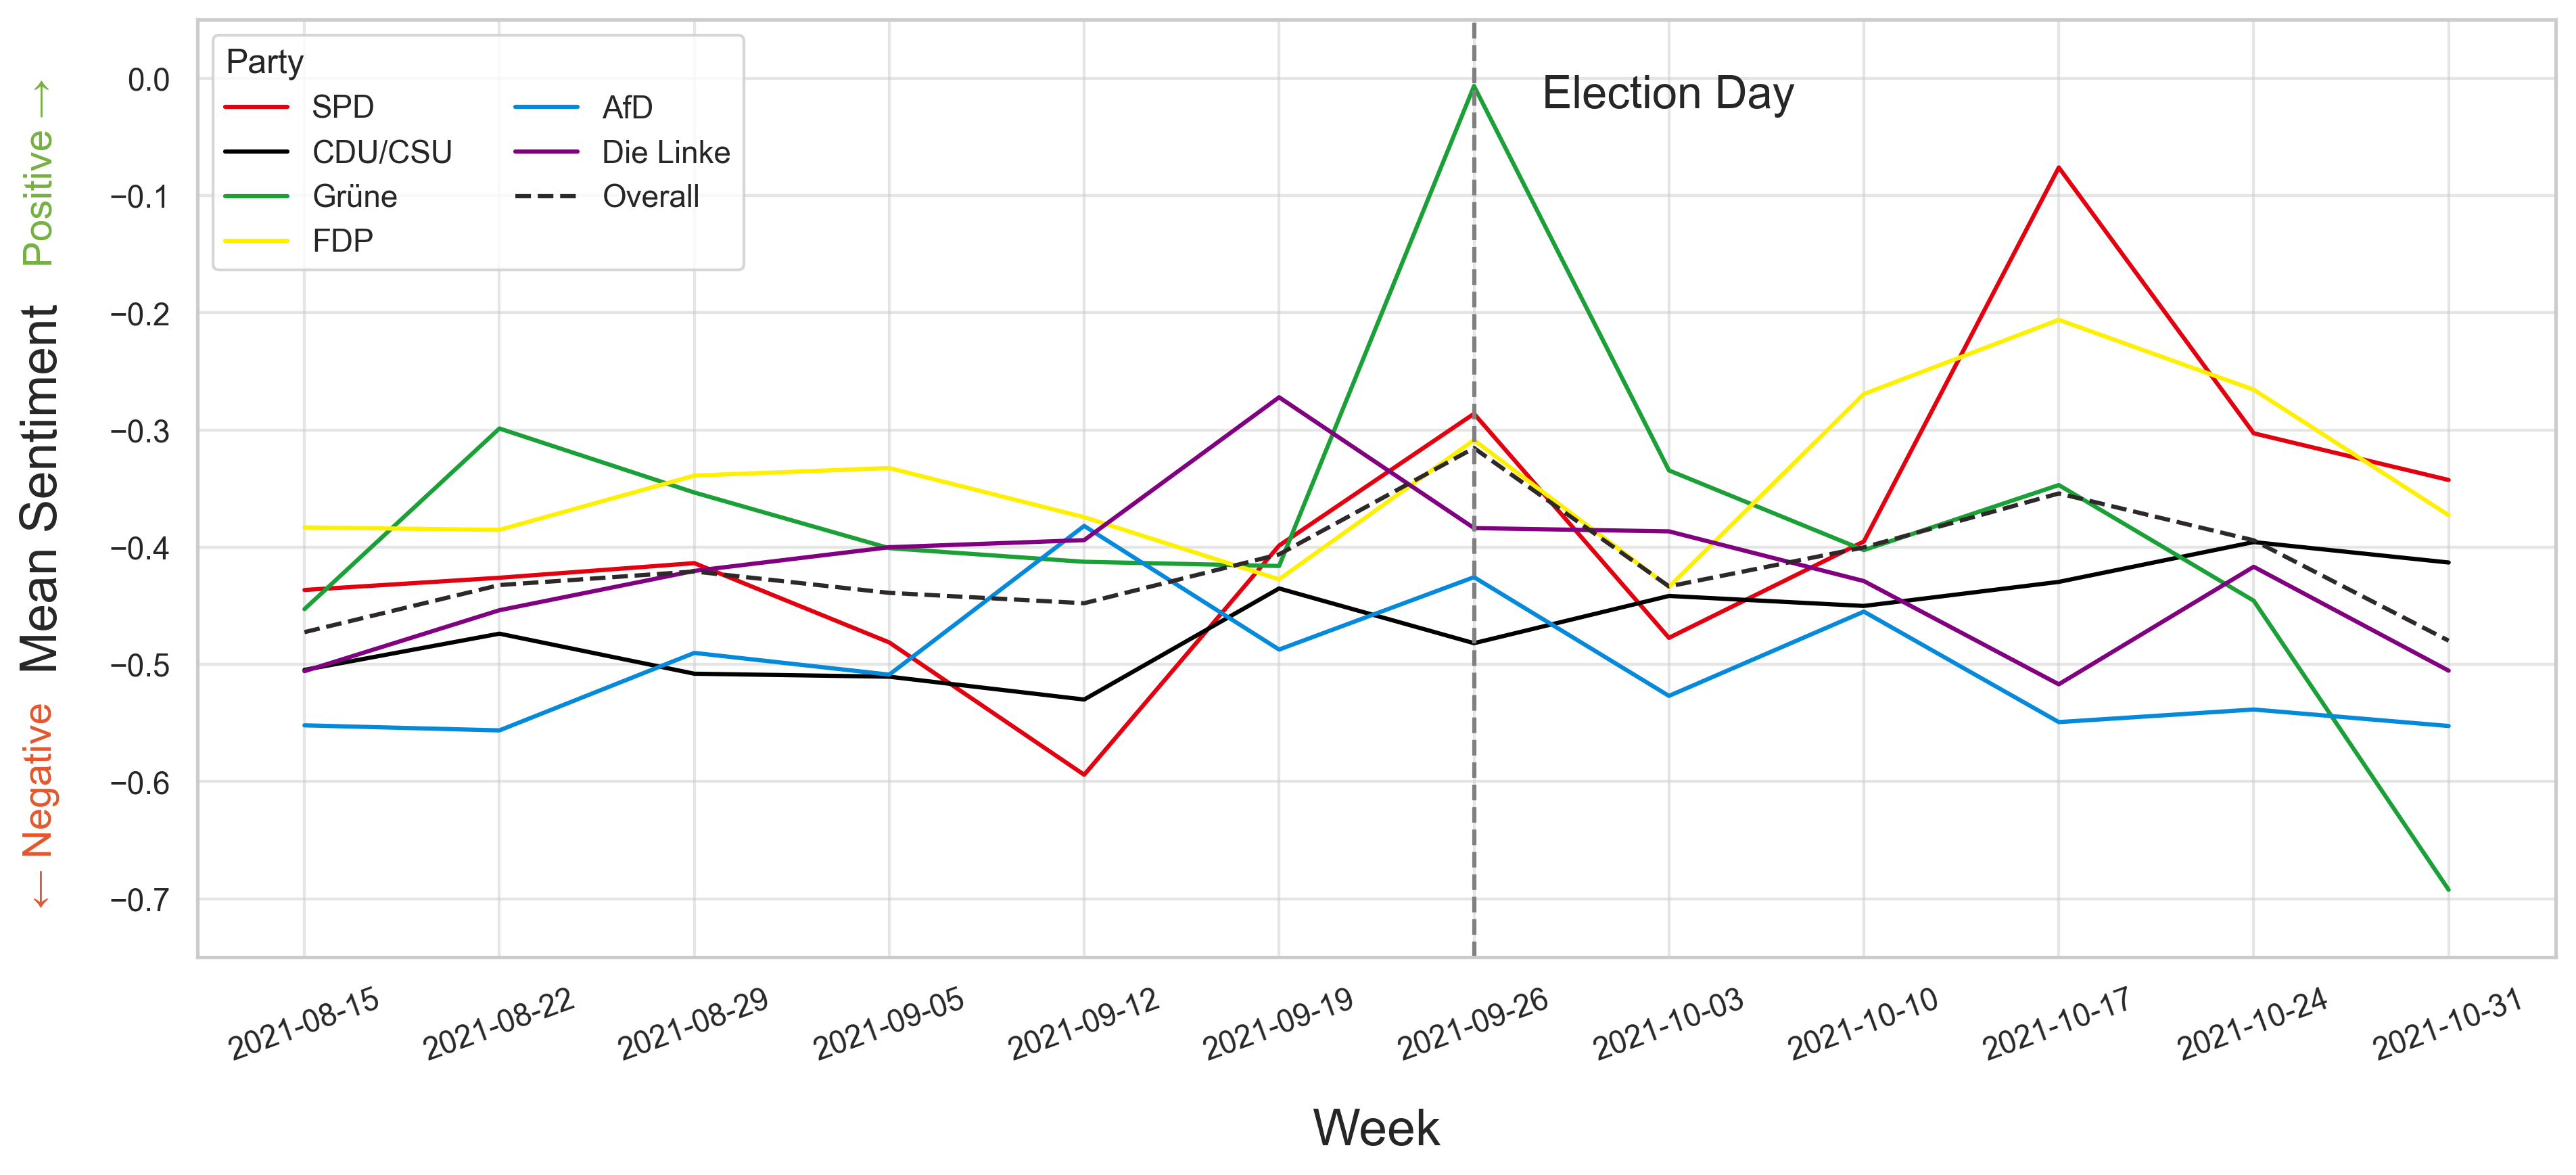 Party
SPD
CDU/CSU
Grüne
FDP
AfD
Die Linke
Overall
Election Day
← Negative
Mean Sentiment
Positive →
0.0
−0.1
−0.2
−0.3
−0.4
−0.5
−0.6
−0.7
2021-08-15
2021-08-22
2021-08-29
2021-09-05
2021-09-12
2021-09-19
2021-09-26
2021-10-03
2021-10-10
2021-10-17
2021-10-24
2021-10-31
Week